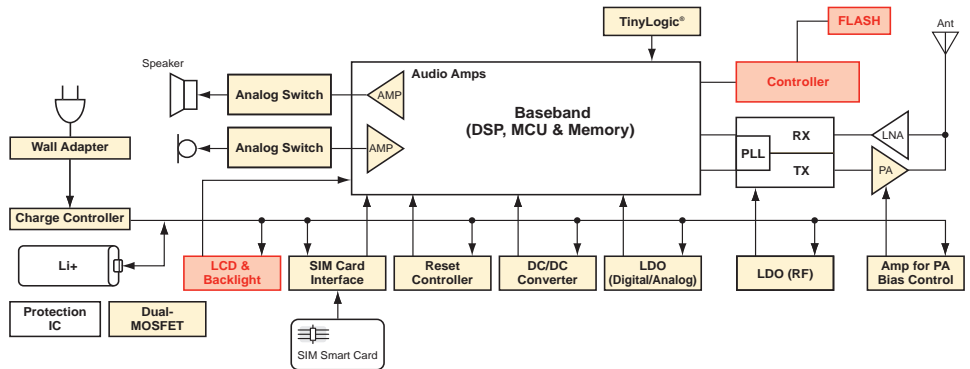 TinyLogic®
FLASH
Ant
Speaker
Audio Amps
Controller
Analog Switch
AMP
Baseband
(DSP, MCU & Memory)
Wall Adapter
Analog Switch
AMP
PLL
RX
TX
LNA
PA
Charge Controller
Li+
LCD &
Backlight
SIM Card
Interface
Reset
Controller
DC/DC
Converter
LDO
(Digital/Analog)
LDO (RF)
Amp for PA
Bias Control
Protection
IC
Dual-
MOSFET
SIM Smart Card